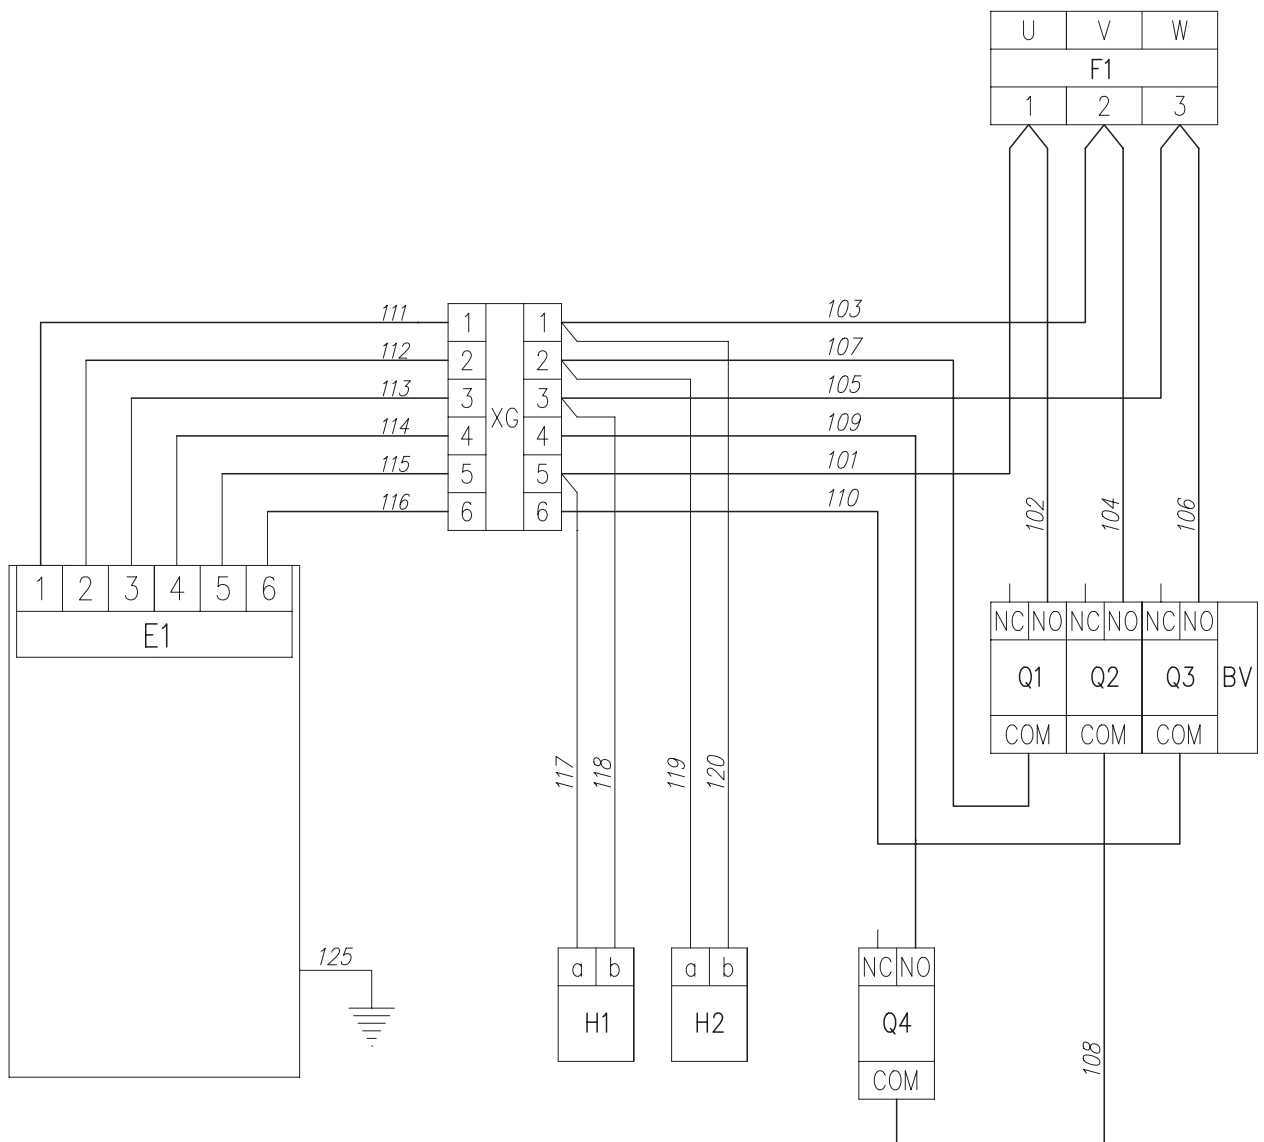 U V W
F1
1 2 3
111 1 1 103
112 2 2 107
113 3 3 105
XG
114 4 4 109
115 5 5 101
116 6 6 110
102 104 106
1 2 3 4 5 6
E1
NC NO NC NO NC NO
Q1 Q2 Q3 BV
COM COM COM
117 118 119 120
125
a b a b NC NO
H1 H2 Q4
108
COM